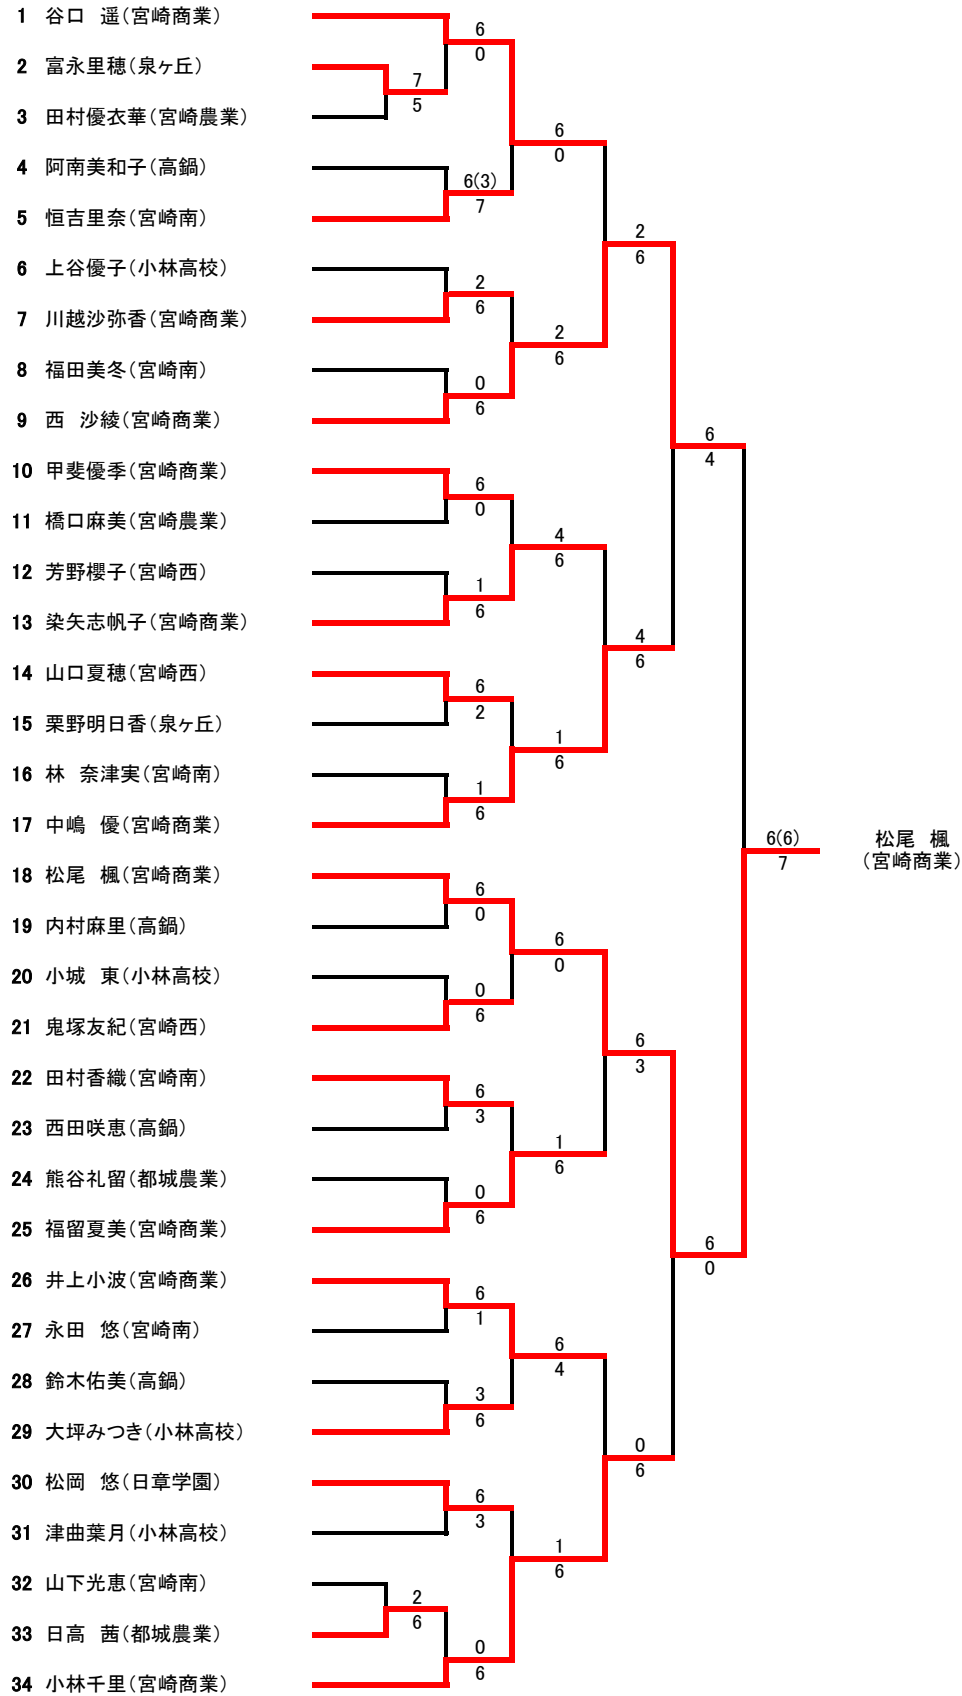 1 谷口　遥（宮崎商業）
6
0
2 富永里穂（泉ヶ丘）
7
5
3 田村優衣華（宮崎農業）
6
0
4 阿南美和子（高鍋）
6(3)
7
5 恒吉里奈（宮崎南）
2
6
6 上谷優子（小林高校）
2
6
7 川越沙弥香（宮崎商業）
2
6
8 福田美冬（宮崎南）
0
6
9 西　沙綾（宮崎商業）
6
4
10 甲斐優季（宮崎商業）
6
0
11 橋口麻美（宮崎農業）
4
6
12 芳野櫻子（宮崎西）
1
6
13 染矢志帆子（宮崎商業）
4
6
14 山口夏穂（宮崎西）
6
2
15 栗野明日香（泉ヶ丘）
1
6
16 林　奈津実（宮崎南）
1
6
17 中嶋　優（宮崎商業）
6(6)
7
松尾　楓
（宮崎商業）
18 松尾　楓（宮崎商業）
6
0
19 内村麻里（高鍋）
6
0
20 小城　東（小林高校）
0
6
21 鬼塚友紀（宮崎西）
6
3
22 田村香織（宮崎南）
6
3
23 西田咲恵（高鍋）
1
6
24 熊谷礼留（都城農業）
0
6
25 福留夏美（宮崎商業）
6
0
26 井上小波（宮崎商業）
6
1
27 永田　悠（宮崎南）
6
4
28 鈴木佑美（高鍋）
3
6
29 大坪みつき（小林高校）
0
6
30 松岡　悠（日章学園）
6
3
31 津曲葉月（小林高校）
1
6
32 山下光恵（宮崎南）
2
6
33 日高　茜（都城農業）
0
6
34 小林千里（宮崎商業）